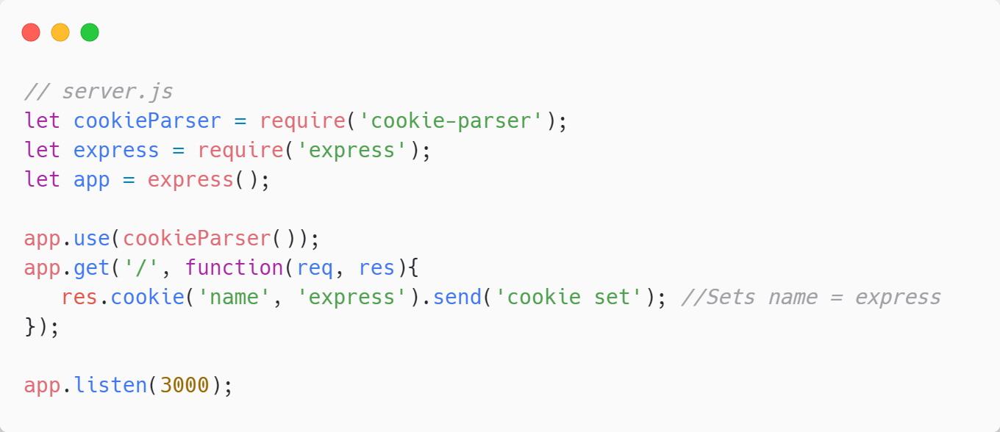 // server.js
let cookieParser = require('cookie-parser');
let express = require('express');
let app = express();

app.use(cookieParser());
app.get('/', function(req, res){
   res.cookie('name', 'express').send('cookie set'); //Sets name = express
});

app.listen(3000);